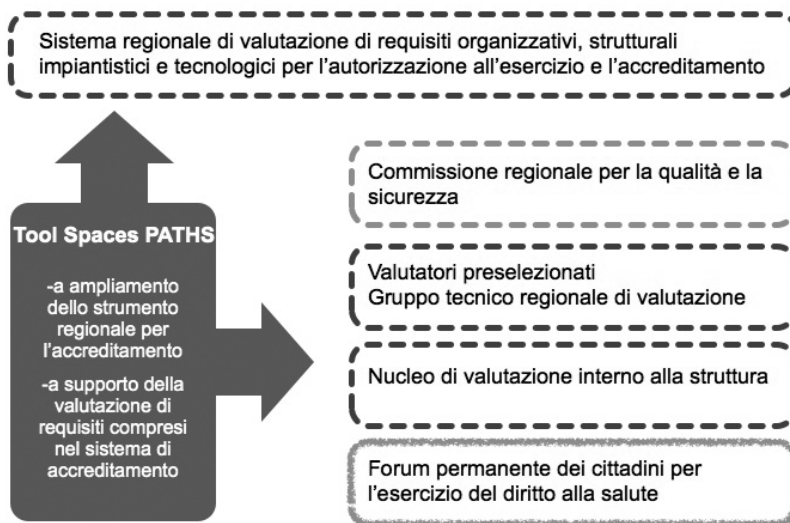 Sistema regionale di valutazione di requisiti organizzativi, strutturali
impiantistici e tecnologici per l'autorizzazione all'esercizio e l'accreditamento
Tool Spaces PATHS
-a ampliamento
dello strumento
regionale per
l'accreditamento
-a supporto della
valutazione di
requisiti compresi
nel sistema di
accreditamento
Commissione regionale per la qualità e la
sicurezza
Valutatori preselezionati
Gruppo tecnico regionale di valutazione
Nucleo di valutazione interno alla struttura
Forum permanente dei cittadini per
l'esercizio del diritto alla salute